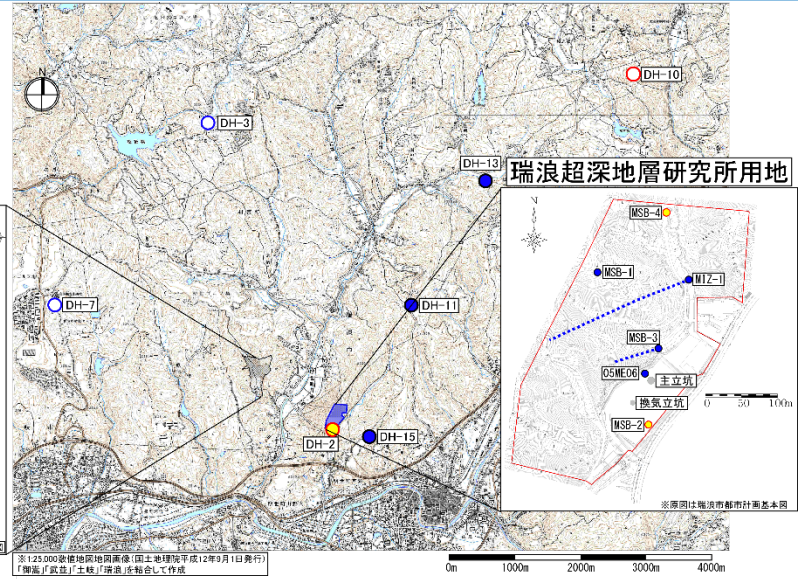 N
DH-10
DH-3
DH-13
瑞浪超深地層研究所用地
N
MSB-4
MSB-1
MIZ-1
DH-7
DH-11
MSB-3
05ME06
主立坑
換気立坑
0 50 100m
MSB-2
DH-2
DH-15
※原図は瑞浪市都市計画基本図
図
※1:25,000数値地図地図画像(国土地理院平成12年9月1日発行)
「御嵩」「武並」「土岐」「瑞浪」を結合して作成
0m 1000m 2000m 3000m 4000m